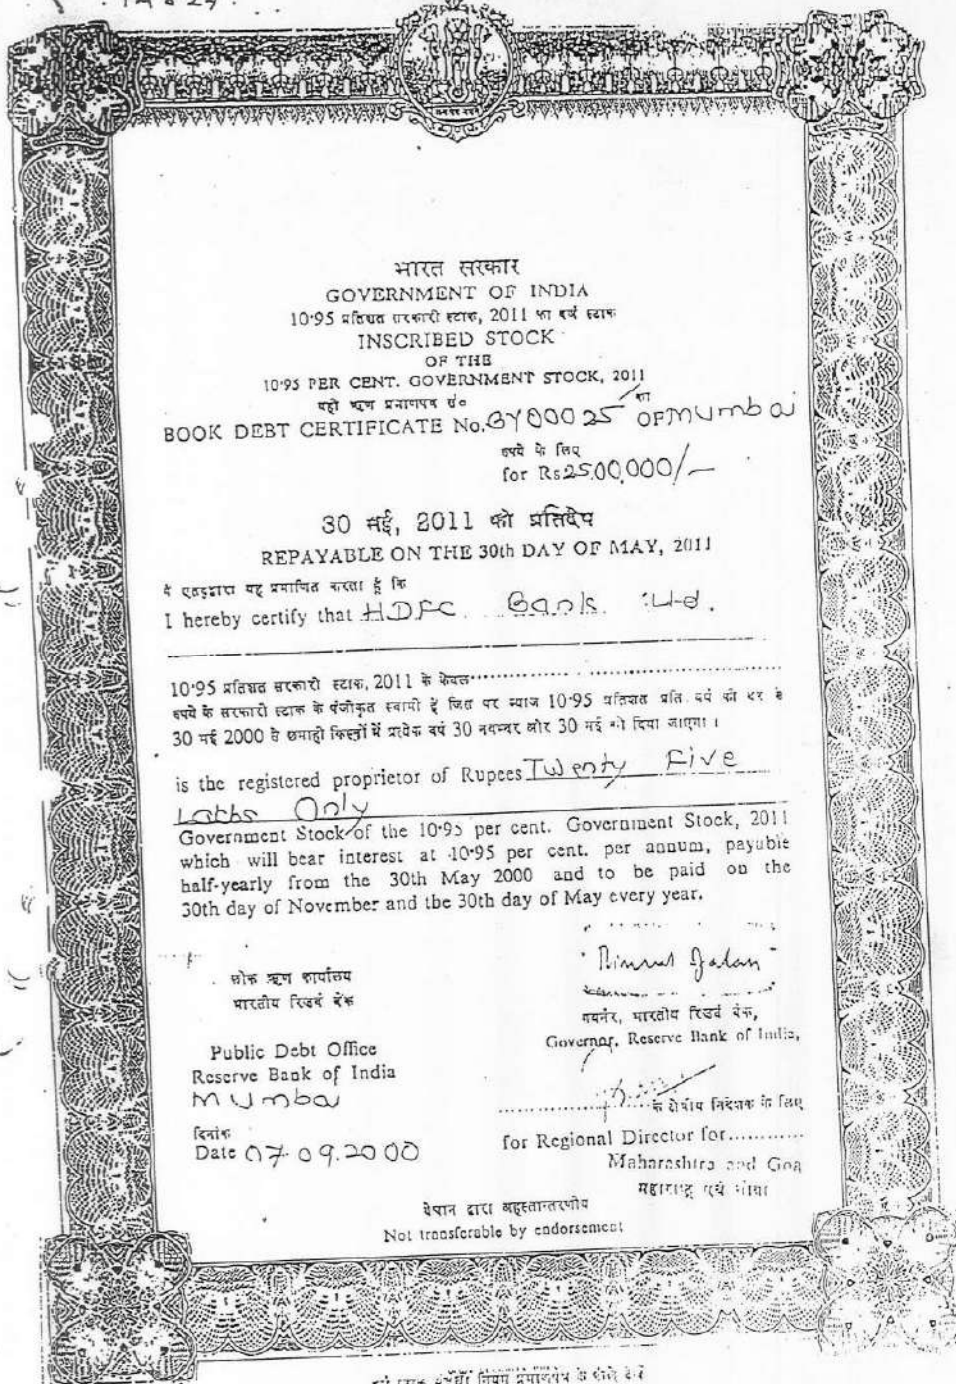 भारत सरकार
GOVERNMENT OF INDIA
10·95 प्रतिशत सरकारी स्टाक, 2011 का दर्ज स्टाक
INSCRIBED STOCK
OF THE
10·95 PER CENT. GOVERNMENT STOCK, 2011
बही ऋण प्रमाणपत्र सं० का
BOOK DEBT CERTIFICATE No. BY00025 OF Mumbai
रुपये के लिए
for Rs 25,00,000/-
30 मई, 2011 को प्रतिदेय
REPAYABLE ON THE 30th DAY OF MAY, 2011
मैं एतद्द्वारा यह प्रमाणित करता हूँ कि
I hereby certify that HDFC Bank Ltd.
10·95 प्रतिशत सरकारी स्टाक, 2011 के केवल
रुपये के सरकारी स्टाक के पंजीकृत स्वामी हैं जिस पर ब्याज 10·95 प्रतिशत प्रति वर्ष की दर से
30 मई 2000 से छमाही किस्तों में प्रत्येक वर्ष 30 नवम्बर और 30 मई को दिया जाएगा ।
is the registered proprietor of Rupees Twenty Five
Lakhs Only
Government Stock of the 10·95 per cent. Government Stock, 2011
which will bear interest at 10·95 per cent. per annum, payable
half-yearly from the 30th May 2000 and to be paid on the
30th day of November and the 30th day of May every year.
लोक ऋण कार्यालय
भारतीय रिजर्व बैंक
Public Debt Office
Reserve Bank of India
Mumbai
दिनांक
Date 07.09.2000
Bimal Jalan
गवर्नर, भारतीय रिजर्व बैंक,
Governor, Reserve Bank of India,
के क्षेत्रीय निदेशक के लिए
for Regional Director for............
Maharashtra and Goa
महाराष्ट्र एवं गोवा
बेचान द्वारा अहस्तान्तरणीय
Not transferable by endorsement